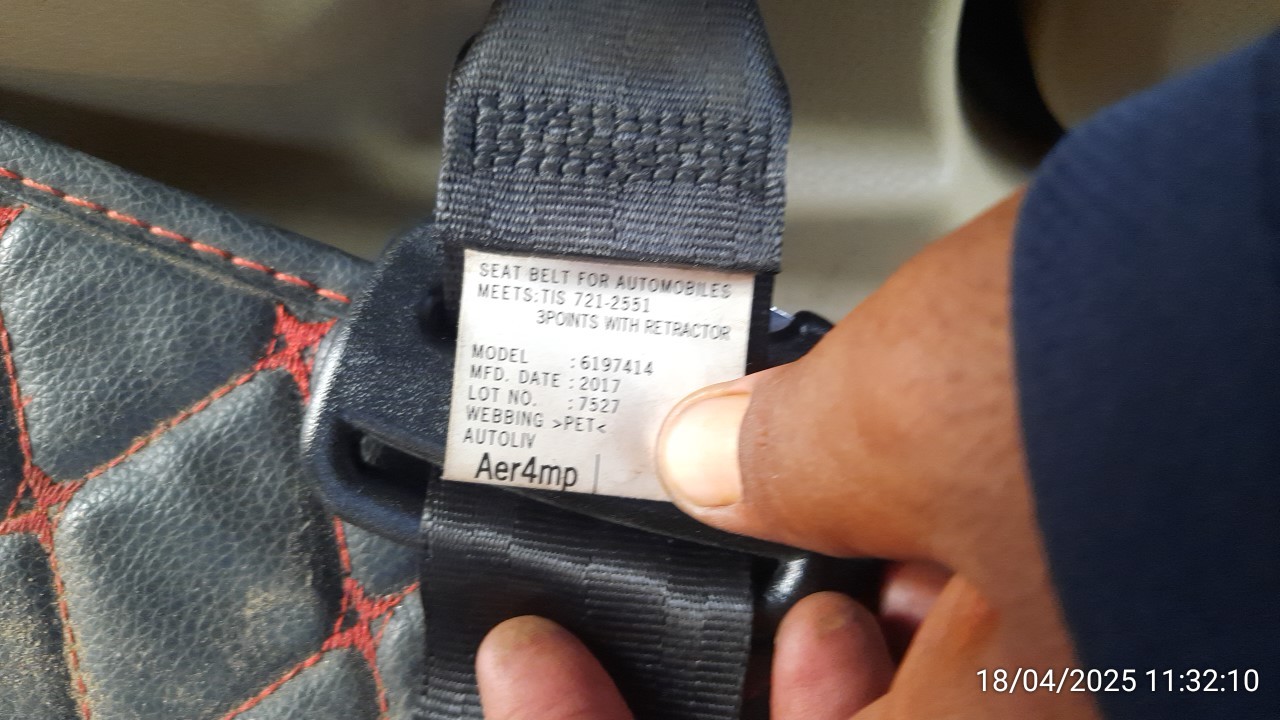 SEAT BELT FOR AUTOMOBILES
MEETS:TIS 721-2551
3POINTS WITH RETRACTOR
MODEL :6197414
MFD. DATE :2017
LOT NO. :7527
WEBBING >PET<
AUTOLIV
Aer4mp
18/04/2025 11:32:10